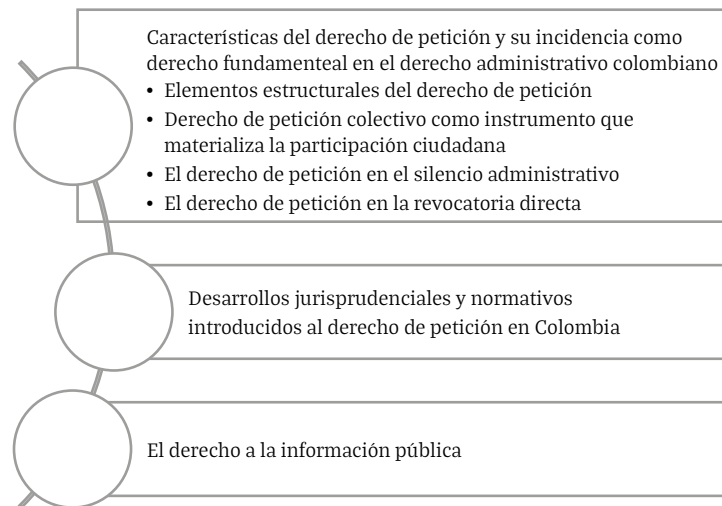 Características del derecho de petición y su incidencia como
derecho fundamenteal en el derecho administrativo colombiano
• Elementos estructurales del derecho de petición
• Derecho de petición colectivo como instrumento que
materializa la participación ciudadana
• El derecho de petición en el silencio administrativo
• El derecho de petición en la revocatoria directa
Desarrollos jurisprudenciales y normativos
introducidos al derecho de petición en Colombia
El derecho a la información pública